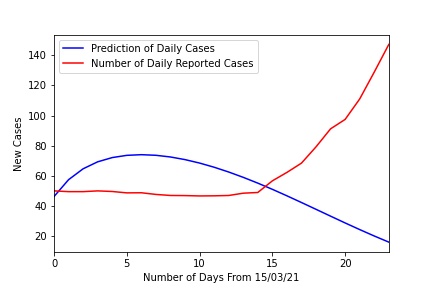 140
120
100
80
60
40
20
New Cases
Prediction of Daily Cases
Number of Daily Reported Cases
0 5 10 15 20
Number of Days From 15/03/21